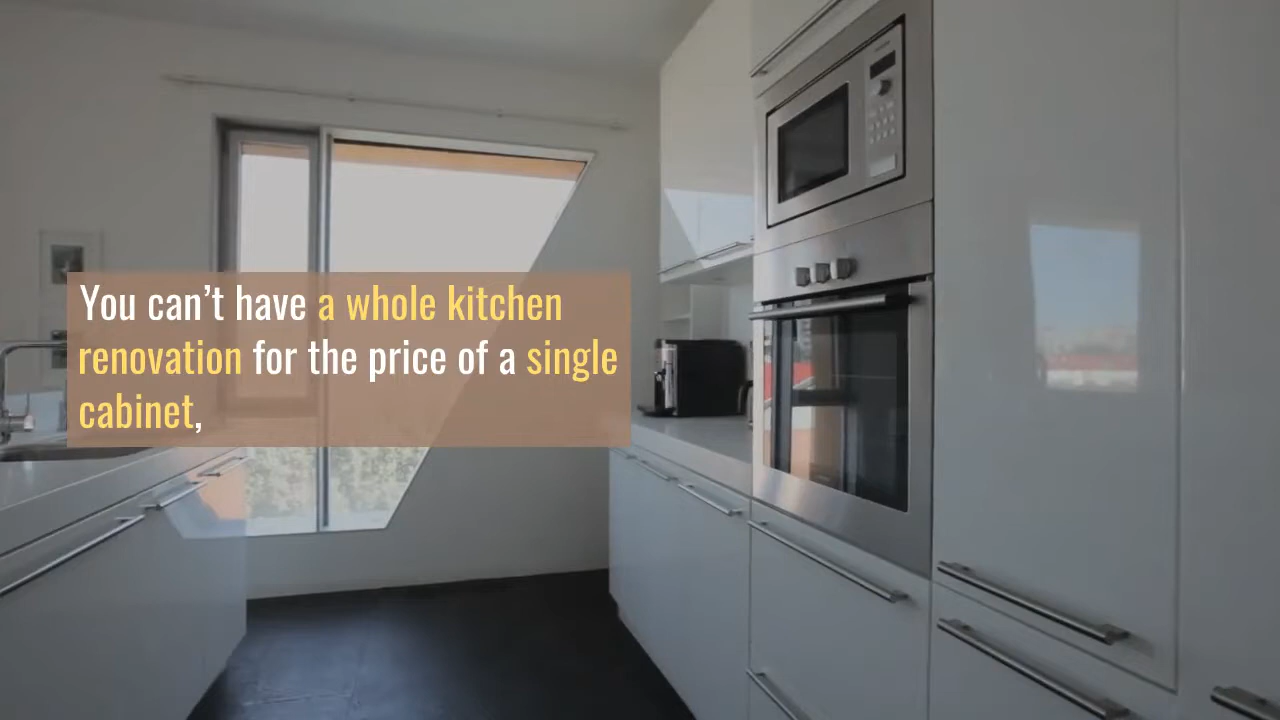 You can’t have a whole kitchen
renovation for the price of a single
cabinet,